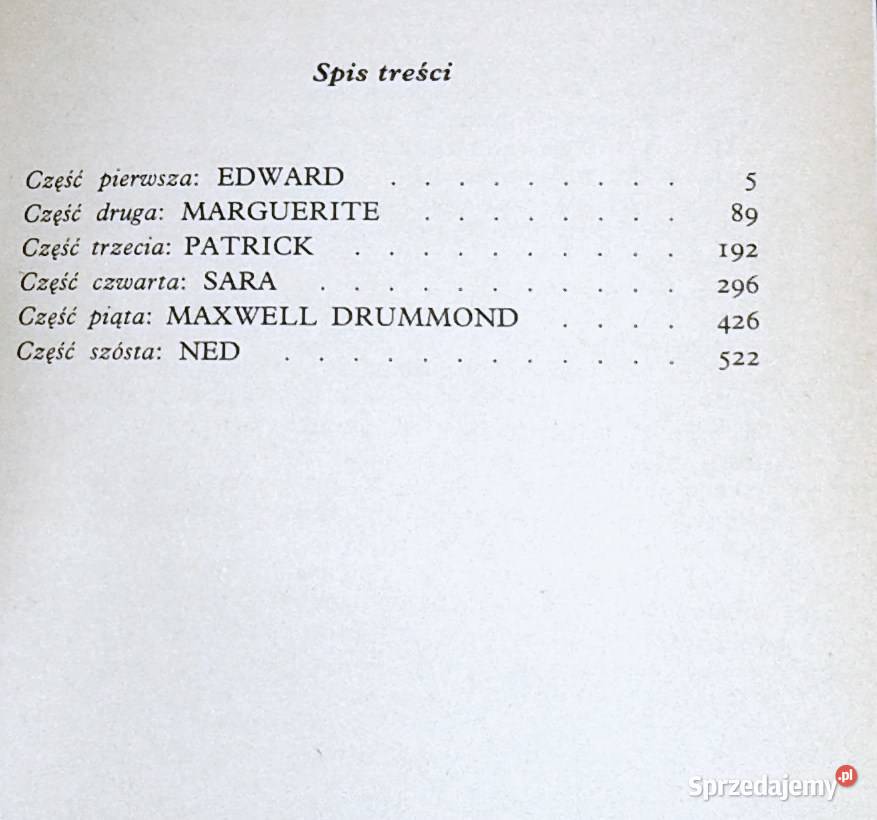 Spis treści
Część pierwsza: EDWARD . . . . . . . . . 5
Część druga: MARGUERITE . . . . . . . . 89
Część trzecia: PATRICK . . . . . . . . . . 192
Część czwarta: SARA . . . . . . . . . . . 296
Część piąta: MAXWELL DRUMMOND . . . . 426
Część szósta: NED . . . . . . . . . . . . 522
Sprzedajemy.pl